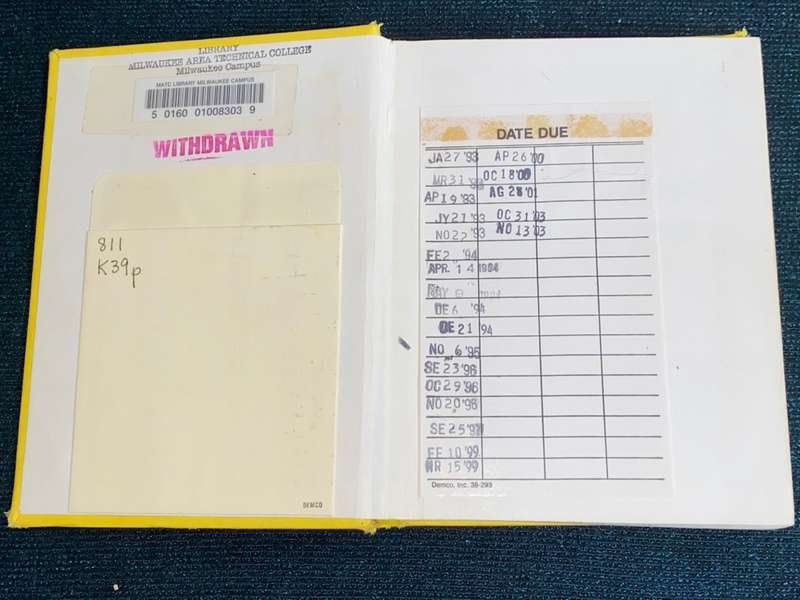 LIBRARY
MILWAUKEE AREA TECHNICAL COLLEGE
Milwaukee Campus
MATC LIBRARY MILWAUKEE CAMPUS
5 0160 01008303 9
WITHDRAWN
811
K39p
DEMCO
DATE DUE
JA 27 '93 AP 26 '00
MR 31 '93 OC 18 '00
AP 19 '93 AG 28 '01
JY 21 '93 OC 31 '03
NO 22 '93 NO 13 '03
FE 2 '94
APR. 14 1994
DE 6 '94
DE 21 94
NO 6 '95
SE 23 '96
OC 29 '96
NO 20 '96
SE 25 '97
FE 10 '99
MR 15 '99
Demco, Inc. 38-293